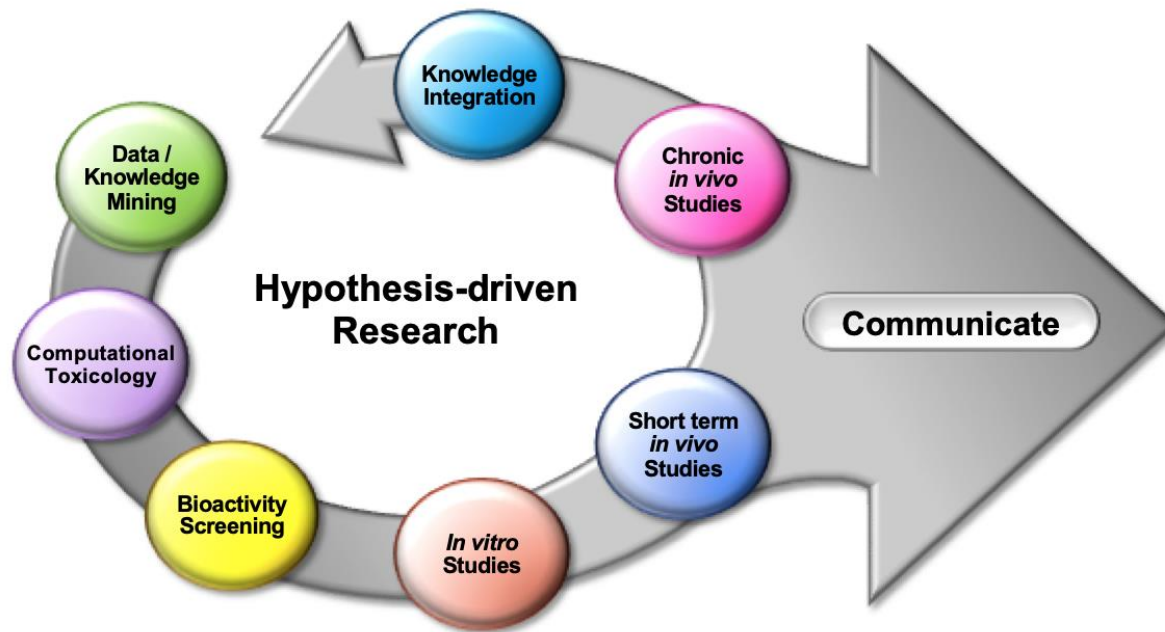 Knowledge
Integration
Data /
Knowledge
Mining
Chronic
in vivo
Studies
Hypothesis-driven
Research
Communicate
Computational
Toxicology
Short term
in vivo
Studies
Bioactivity
Screening
In vitro
Studies